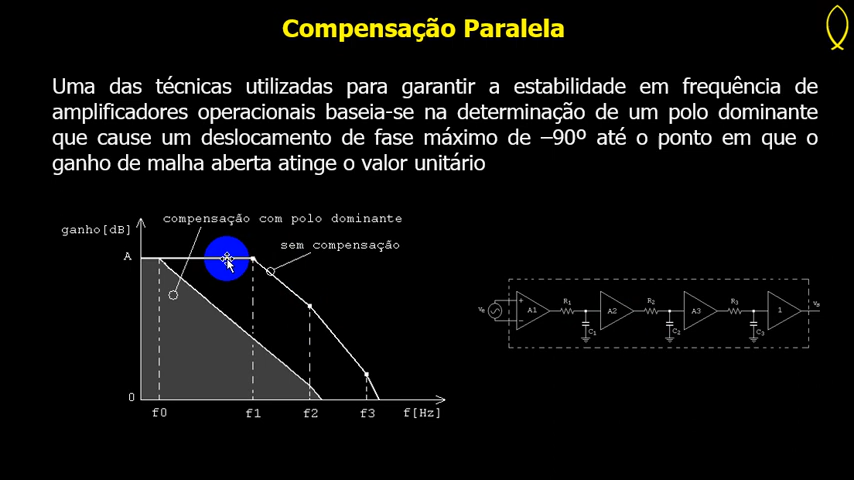 Compensação Paralela
Uma das técnicas utilizadas para garantir a estabilidade em frequência de
amplificadores operacionais baseia-se na determinação de um polo dominante
que cause um deslocamento de fase máximo de –90º até o ponto em que o
ganho de malha aberta atinge o valor unitário
compensação com polo dominante
ganho[dB]
sem compensação
A
0
f0 f1 f2 f3 f[Hz]
+
R1 R2 R3
A1 A2 A3 1
-
C1 C2 C3